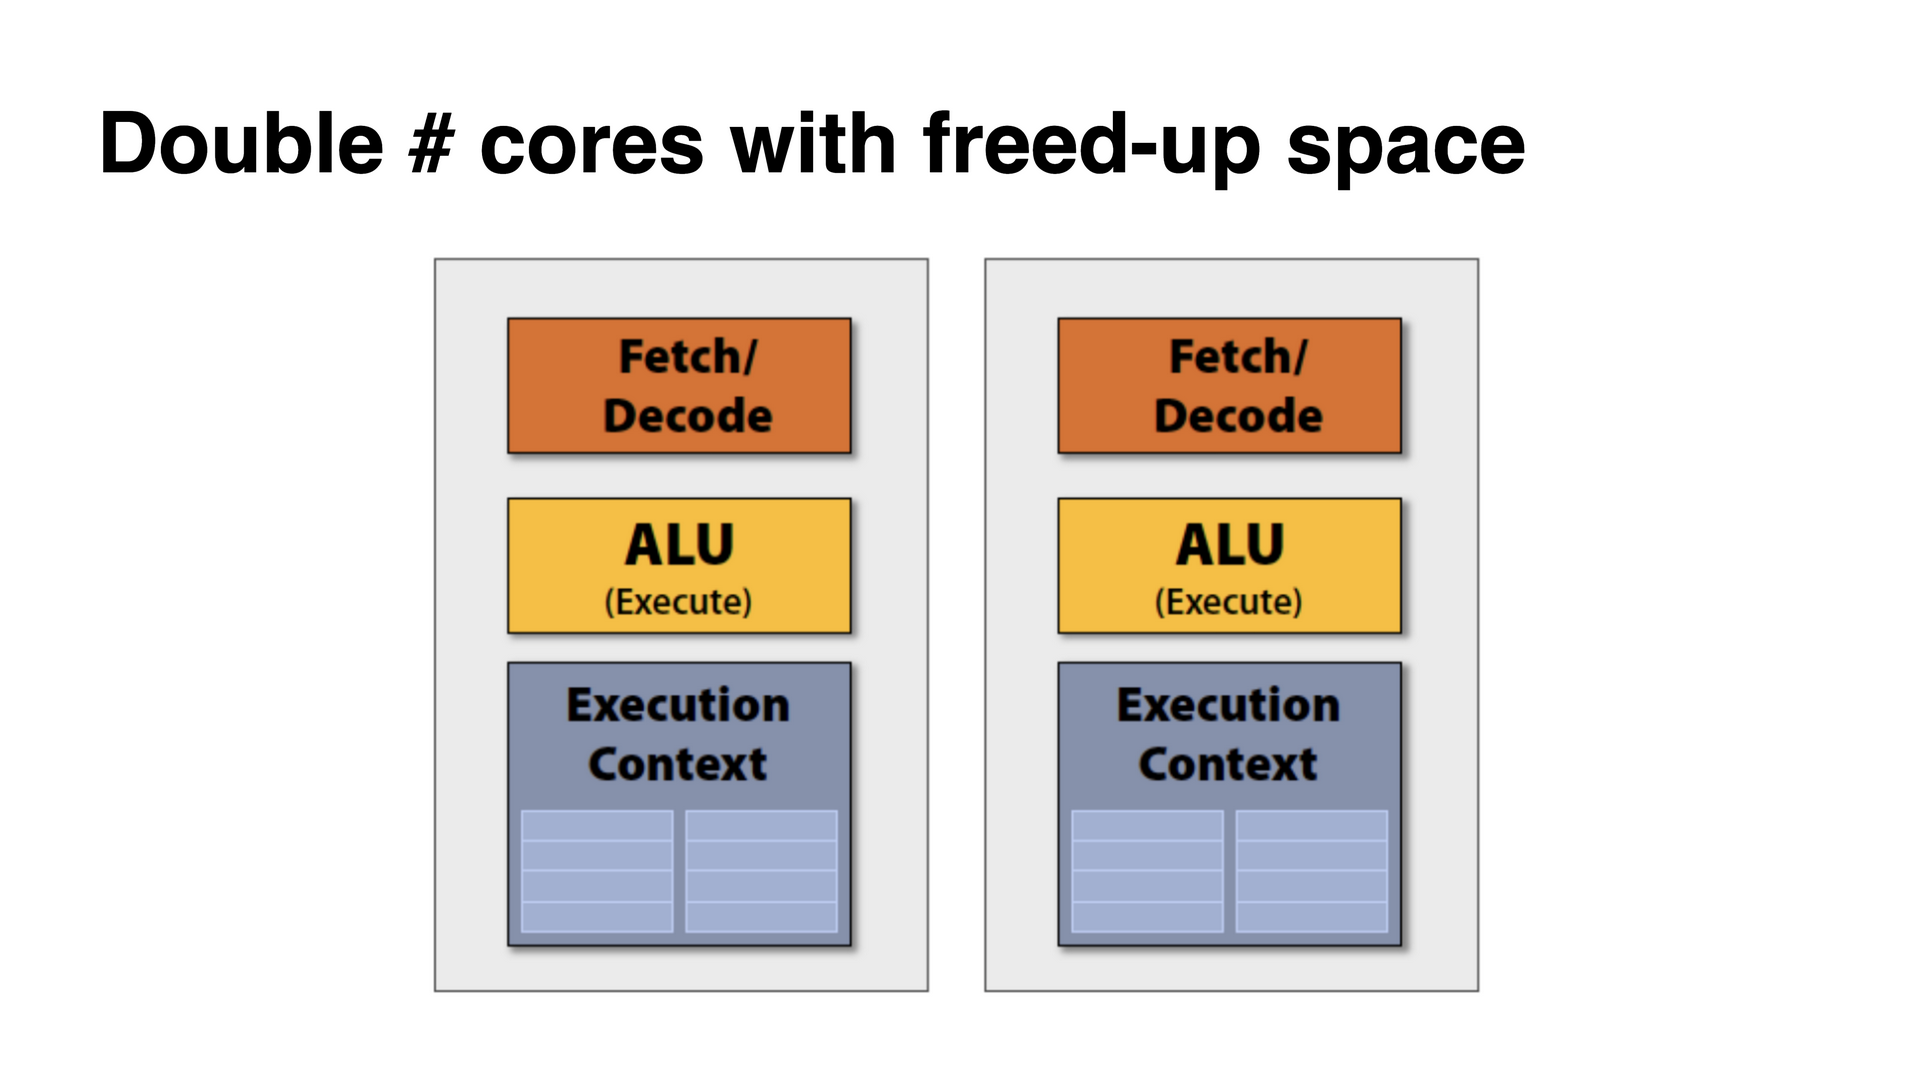 Double # cores with freed-up space
Fetch/
Decode
ALU
(Execute)
Execution
Context
Fetch/
Decode
ALU
(Execute)
Execution
Context